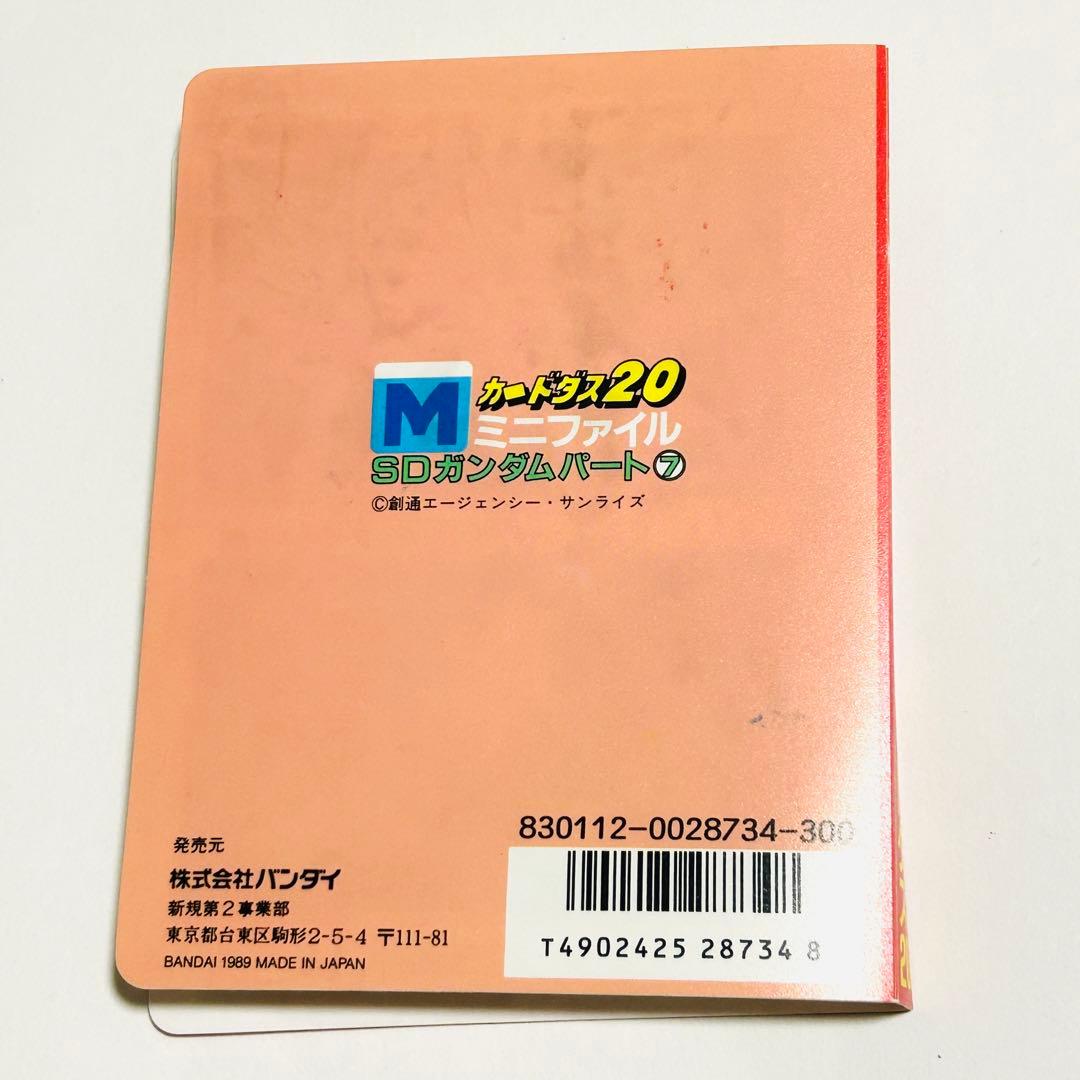 M
カードダス20
ミニファイル
SDガンダムパート⑦
©創通エージェンシー・サンライズ
830112-0028734-300
発売元
株式会社バンダイ
新規第2事業部
東京都台東区駒形2-5-4 〒111-81
BANDAI 1989 MADE IN JAPAN
T4902425 28734 8